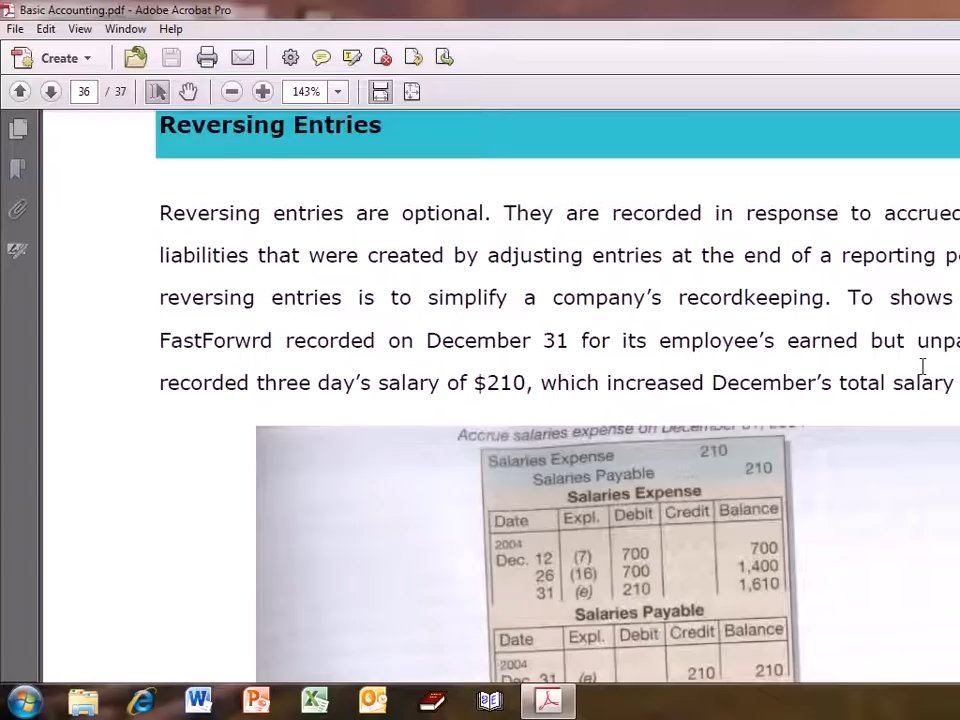 Basic Accounting.pdf - Adobe Acrobat Pro
File Edit View Window Help
Create
36 / 37 143%
Reversing Entries
Reversing entries are optional. They are recorded in response to accrued
liabilities that were created by adjusting entries at the end of a reporting
reversing entries is to simplify a company's recordkeeping. To shows
FastForwrd recorded on December 31 for its employee's earned but
recorded three day's salary of $210, which increased December's total salary
Accrue salaries expense on December 31,
Salaries Expense 210
Salaries Payable 210
Salaries Expense
Date Expl. Debit Credit Balance
2004
Dec. 12 (7) 700 700
26 (16) 700 1,400
31 (e) 210 1,610
Salaries Payable
Date Expl. Debit Credit Balance
2004
Dec. 31 (e) 210 210